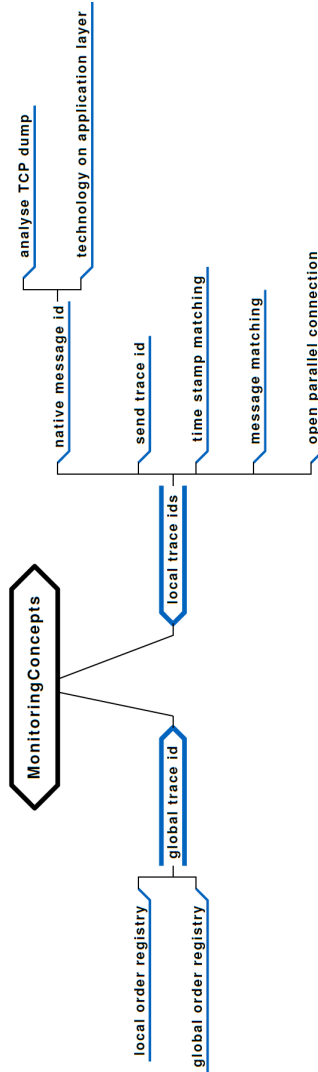 MonitoringConcepts
global trace id
local order registry
global order registry
local trace ids
native message id
analyse TCP dump
technology on application layer
send trace id
time stamp matching
message matching
open parallel connection